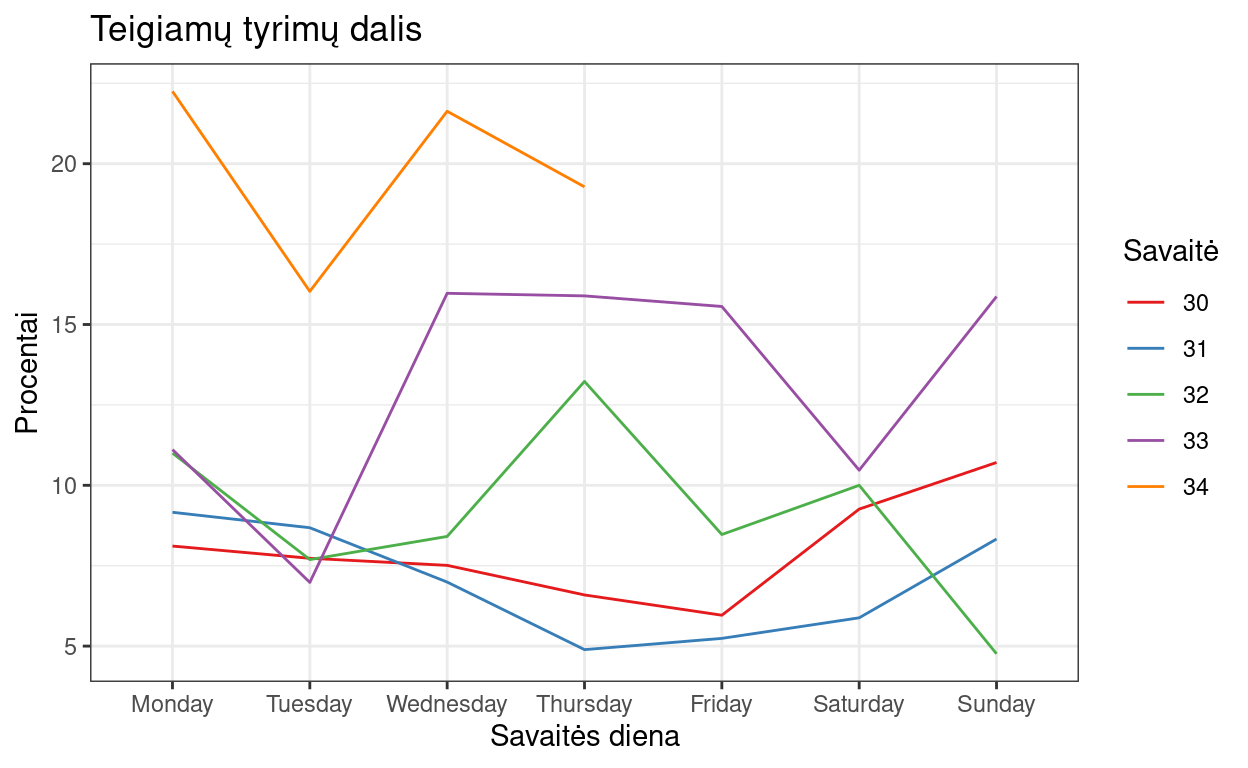 Teigiamų tyrimų dalis
Procentai
20
15
10
5
Monday Tuesday Wednesday Thursday Friday Saturday Sunday
Savaitės diena
Savaitė
30
31
32
33
34